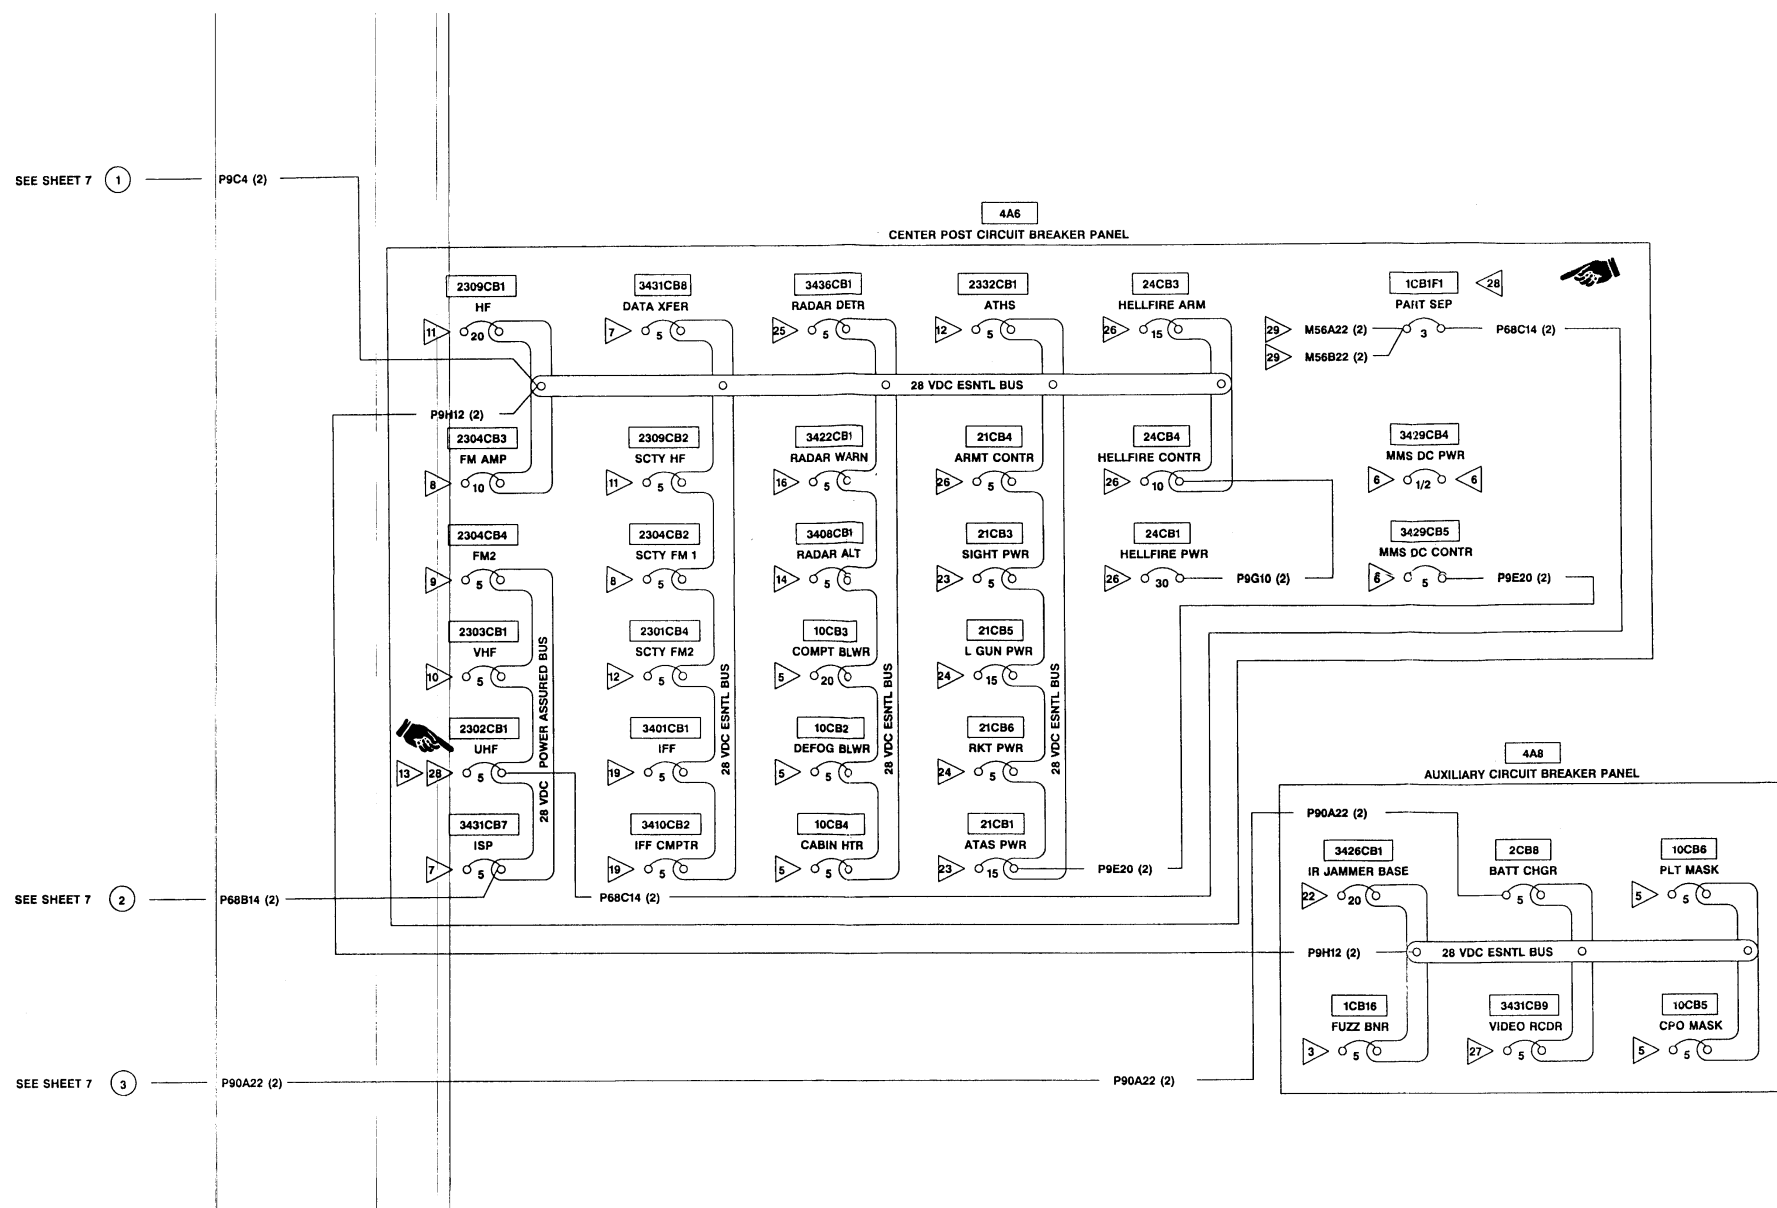 SEE SHEET 7 1 P9C4 (2)
4A6
CENTER POST CIRCUIT BREAKER PANEL
2309CB1 3431CB8 3436CB1 2332CB1 24CB3 1CB1F1 28
HF DATA XFER RADAR DETR ATHS HELLFIRE ARM PART SEP
11 20 7 5 25 5 12 5 26 15 29 M56A22 (2) 3 P68C14 (2)
29 M56B22 (2)
28 VDC ESNTL BUS
P9H12 (2)
2304CB3 2309CB2 3422CB1 21CB4 24CB4 3429CB4
FM AMP SCTY HF RADAR WARN ARMT CONTR HELLFIRE CONTR MMS DC PWR
8 10 11 5 16 5 26 5 26 10 6 1/2 6
2304CB4 2304CB2 3408CB1 21CB3 24CB1 3429CB5
FM2 SCTY FM 1 RADAR ALT SIGHT PWR HELLFIRE PWR MMS DC CONTR
9 5 8 5 14 5 23 5 26 30 P9G10 (2) 6 5 P9E20 (2)
2303CB1 2301CB4 10CB3 21CB5
VHF SCTY FM2 COMPT BLWR L GUN PWR
10 5 12 5 5 20 24 15
28 VDC POWER ASSURED BUS
28 VDC ESNTL BUS
28 VDC ESNTL BUS
28 VDC ESNTL BUS
2302CB1 3401CB1 10CB2 21CB6
UHF IFF DEFOG BLWR RKT PWR
13 28 5 19 5 5 5 24 5
3431CB7 3410CB2 10CB4 21CB1
ISP IFF CMPTR CABIN HTR ATAS PWR
7 5 19 5 5 5 23 15 P9E20 (2)
SEE SHEET 7 2 P68B14 (2) P68C14 (2)
4A8
AUXILIARY CIRCUIT BREAKER PANEL
P90A22 (2)
3426CB1 2CB8 10CB6
IR JAMMER BASE BATT CHGR PLT MASK
22 20 5 5 5
P9H12 (2) 28 VDC ESNTL BUS
1CB16 3431CB9 10CB5
FUZZ BNR VIDEO RCDR CPO MASK
3 5 27 5 5 5
SEE SHEET 7 3 P90A22 (2) P90A22 (2)